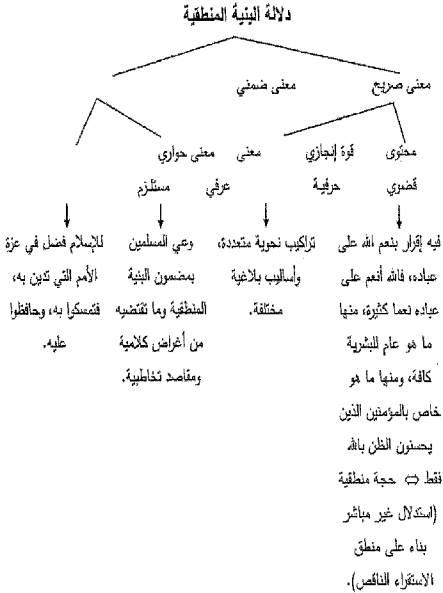 دلالة البنية المنطقية
معنى صريح
معنى ضمني
محتوى
قضوي
قوة إنجازي
حرفية
معنى
عرفي
معنى حواري
مستلزم
فيه إقرار بنعم الله على
عباده، فالله أنعم على
عباده نعما كثيرة، منها
ما هو عام للبشرية
كافة، ومنها ما هو
خاص بالمؤمنين الذين
يحسنون الظن بالله
فقط ⇔ حجة منطقية
(استدلال غير مباشر
بناء على منطق
الاستقراء الناقص).
تراكيب نحوية متعددة،
وأساليب بلاغية
مختلفة.
وعي المسلمين
بمضمون البنية
المنطقية وما تقتضيه
من أغراض كلامية
ومقاصد تخاطبية.
للإسلام فضل في عزة
الأمم التي تدين به،
فتمسكوا به، وحافظوا
عليه.